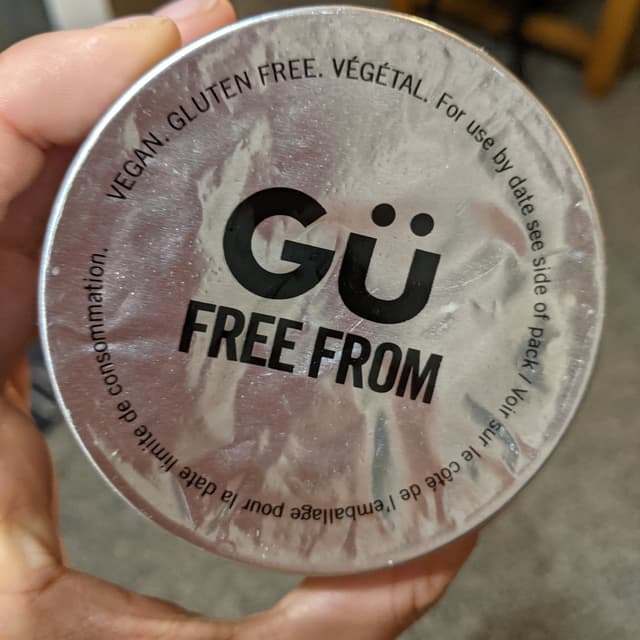 VEGAN. GLUTEN FREE. VÉGÉTAL. For use by date see side of pack / Voir sur le côté de l'emballage pour la date limite de consommation.
GÜ
FREE FROM